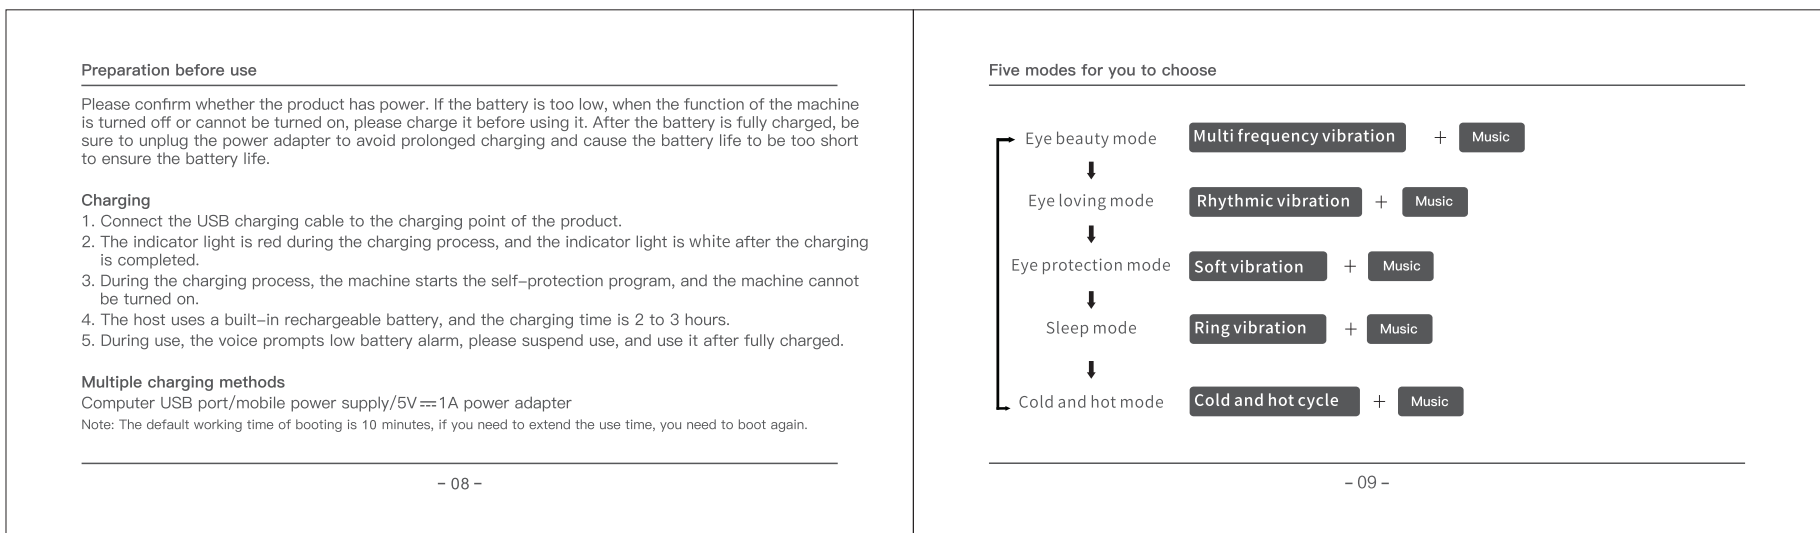 Preparation before use
Please confirm whether the product has power. If the battery is too low, when the function of the machine
is turned off or cannot be turned on, please charge it before using it. After the battery is fully charged, be
sure to unplug the power adapter to avoid prolonged charging and cause the battery life to be too short
to ensure the battery life.
Charging
1. Connect the USB charging cable to the charging point of the product.
2. The indicator light is red during the charging process, and the indicator light is white after the charging
is completed.
3. During the charging process, the machine starts the self-protection program, and the machine cannot
be turned on.
4. The host uses a built-in rechargeable battery, and the charging time is 2 to 3 hours.
5. During use, the voice prompts low battery alarm, please suspend use, and use it after fully charged.
Multiple charging methods
Computer USB port/mobile power supply/5V⎓1A power adapter
Note: The default working time of booting is 10 minutes, if you need to extend the use time, you need to boot again.
- 08 -
Five modes for you to choose
Eye beauty mode Multi frequency vibration + Music
Eye loving mode Rhythmic vibration + Music
Eye protection mode Soft vibration + Music
Sleep mode Ring vibration + Music
Cold and hot mode Cold and hot cycle + Music
- 09 -